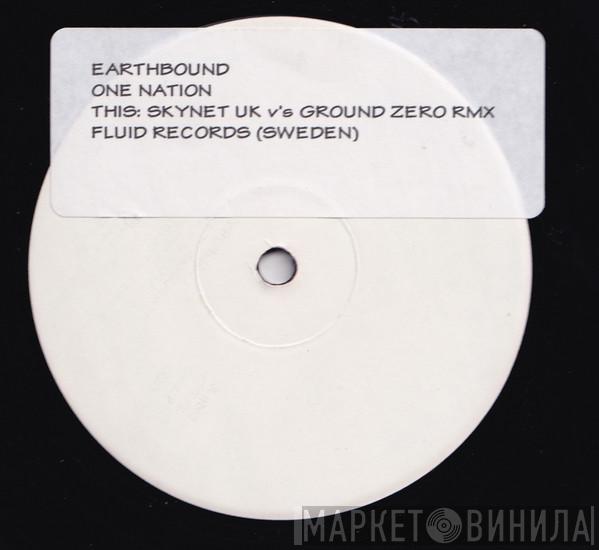 EARTHBOUND
ONE NATION
THIS: SKYNET UK v's GROUND ZERO RMX
FLUID RECORDS (SWEDEN)
МАРКЕТ ВИНИЛА